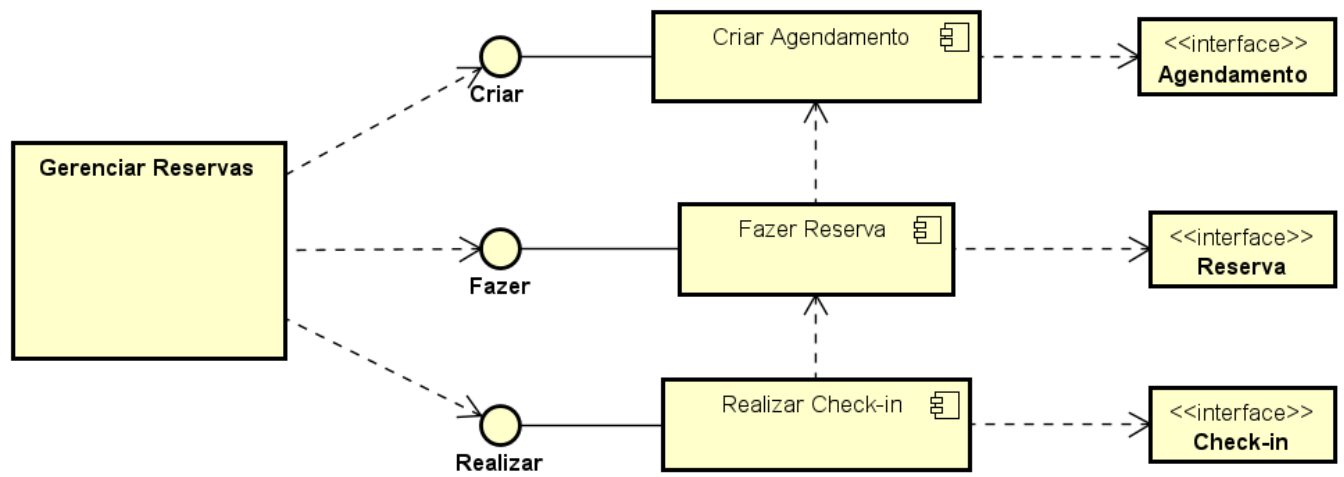 Criar Agendamento
<<interface>>
Agendamento
Criar
Gerenciar Reservas
Fazer Reserva
<<interface>>
Reserva
Fazer
Realizar Check-in
<<interface>>
Check-in
Realizar